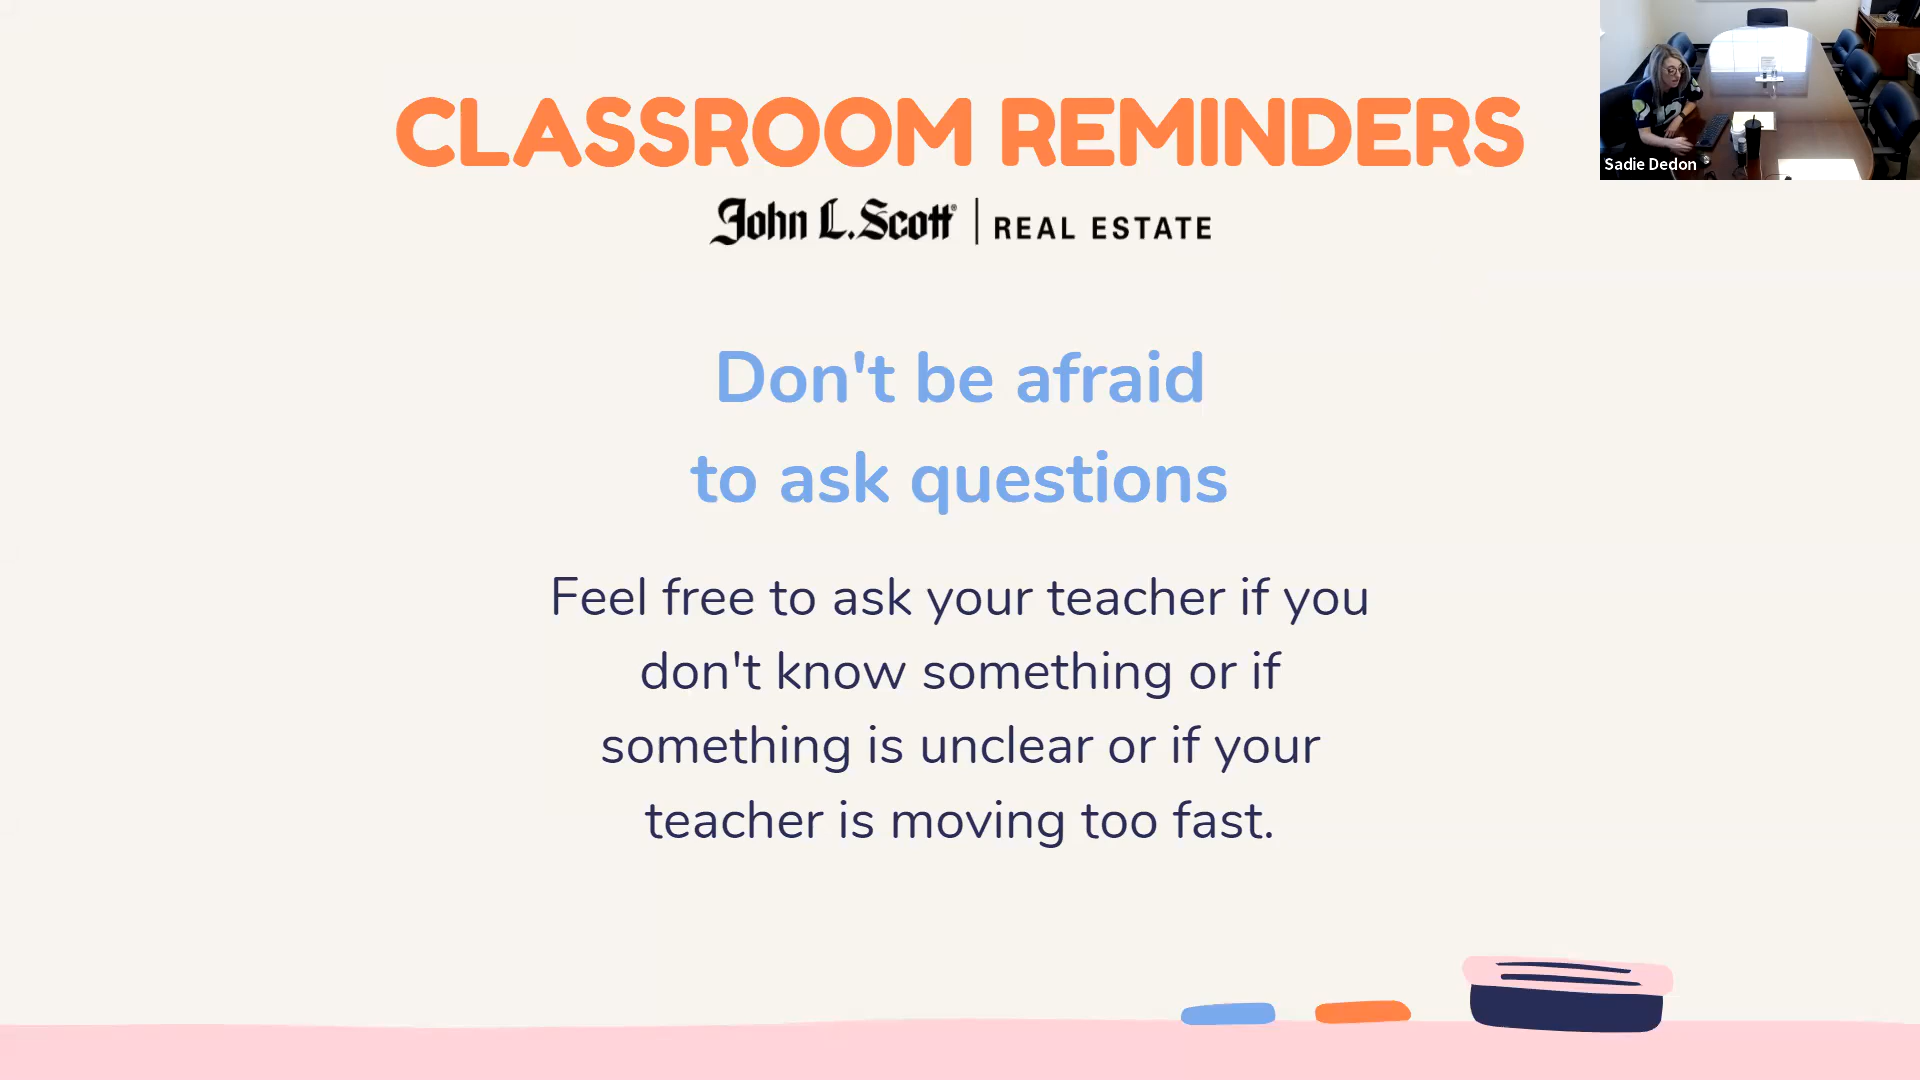 CLASSROOM REMINDERS
John L. Scott® | REAL ESTATE
Don't be afraid
to ask questions
Feel free to ask your teacher if you
don't know something or if
something is unclear or if your
teacher is moving too fast.
Sadie Dedon